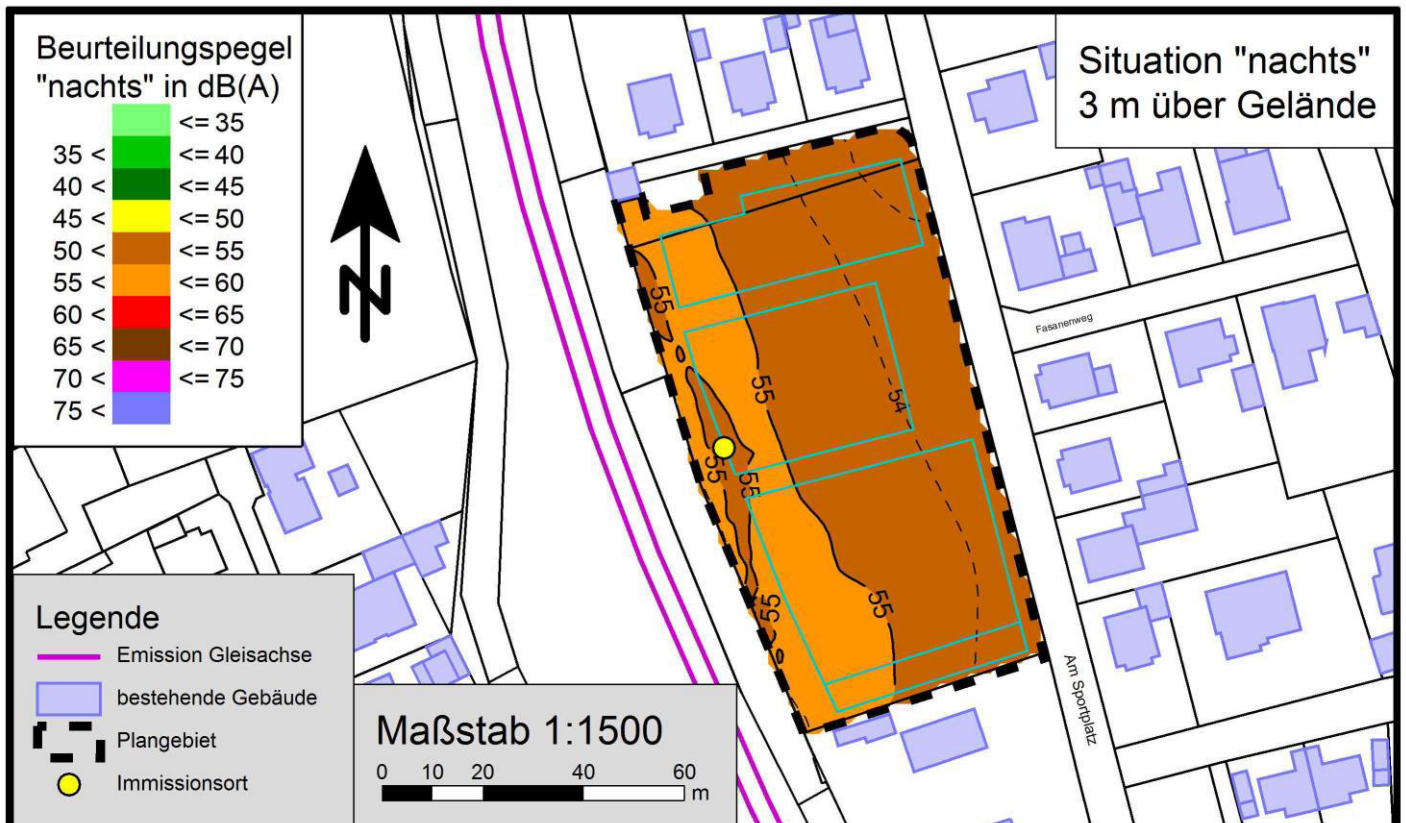 Beurteilungspegel
"nachts" in dB(A)
<= 35
35 < <= 40
40 < <= 45
45 < <= 50
50 < <= 55
55 < <= 60
60 < <= 65
65 < <= 70
70 < <= 75
75 <
N
Situation "nachts"
3 m über Gelände
55
55
54
55
55
55
55
Fasanenweg
Am Sportplatz
Legende
Emission Gleisachse
bestehende Gebäude
Plangebiet
Immissionsort
Maßstab 1:1500
0 10 20 40 60
m